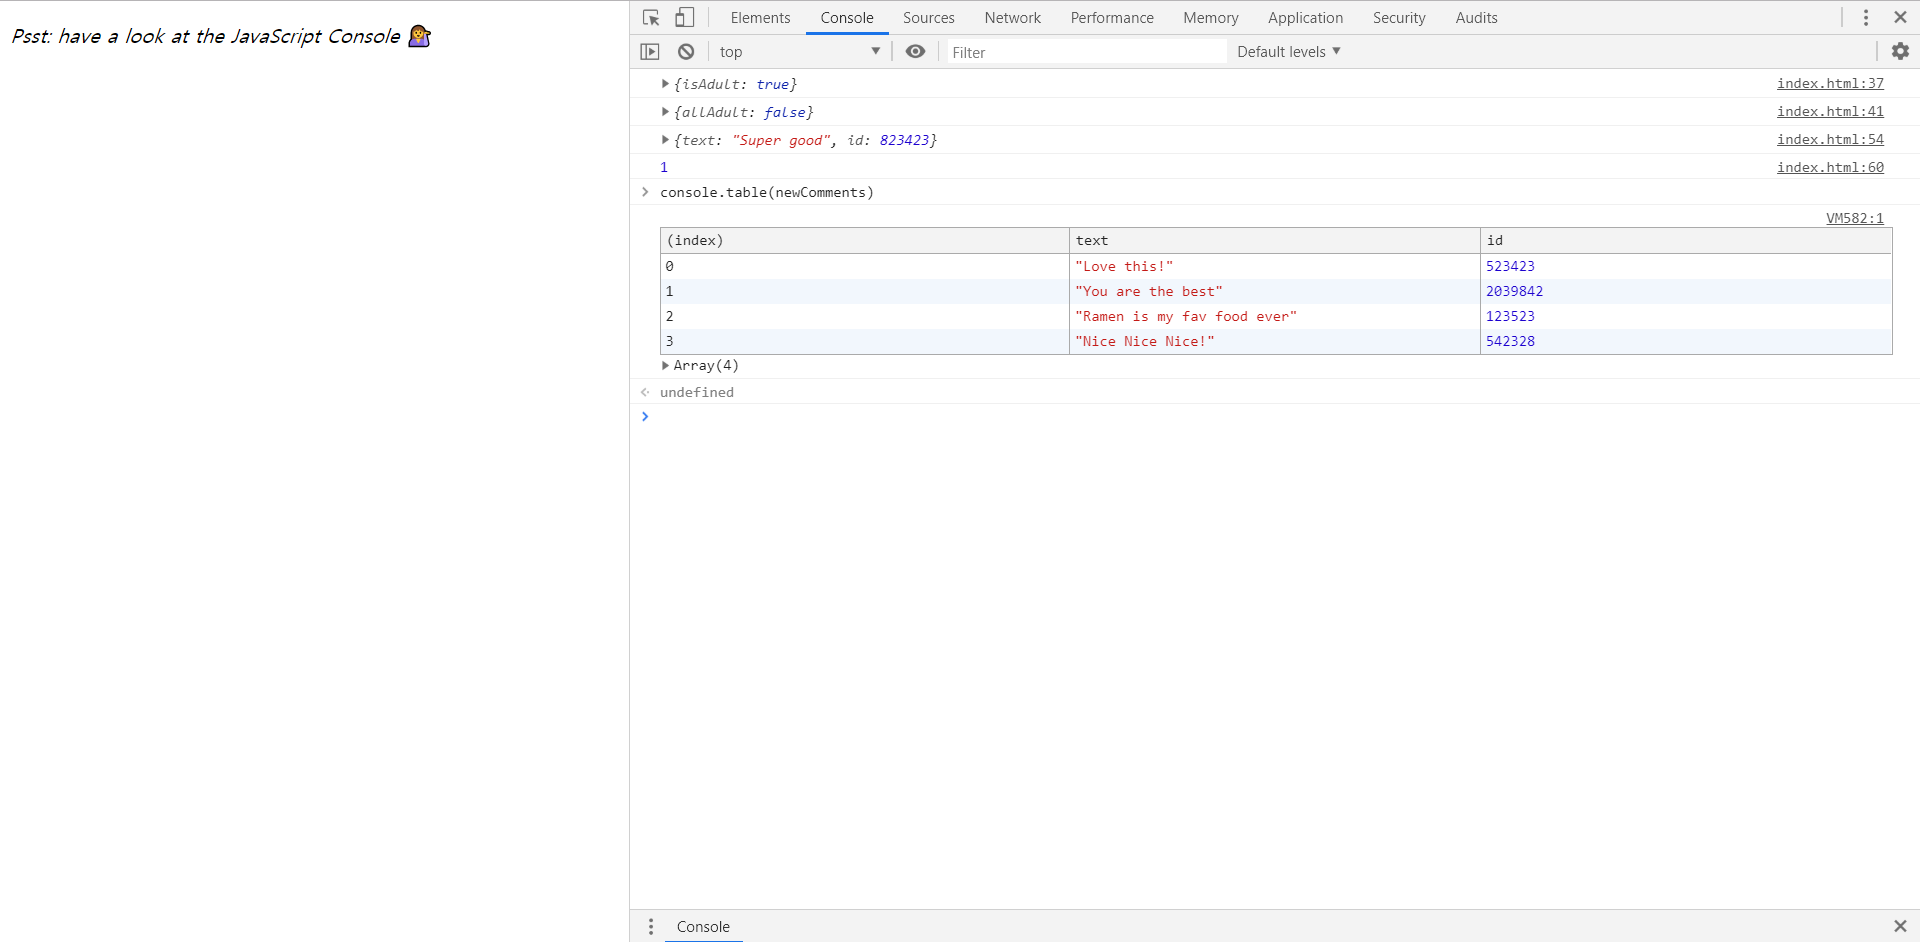 Psst: have a look at the JavaScript Console 💁
Elements Console Sources Network Performance Memory Application Security Audits
top Filter Default levels
{isAdult: true} index.html:37
{allAdult: false} index.html:41
{text: "Super good", id: 823423} index.html:54
1 index.html:60
console.table(newComments)
VM582:1
(index) text id
0 "Love this!" 523423
1 "You are the best" 2039842
2 "Ramen is my fav food ever" 123523
3 "Nice Nice Nice!" 542328
Array(4)
undefined
Console